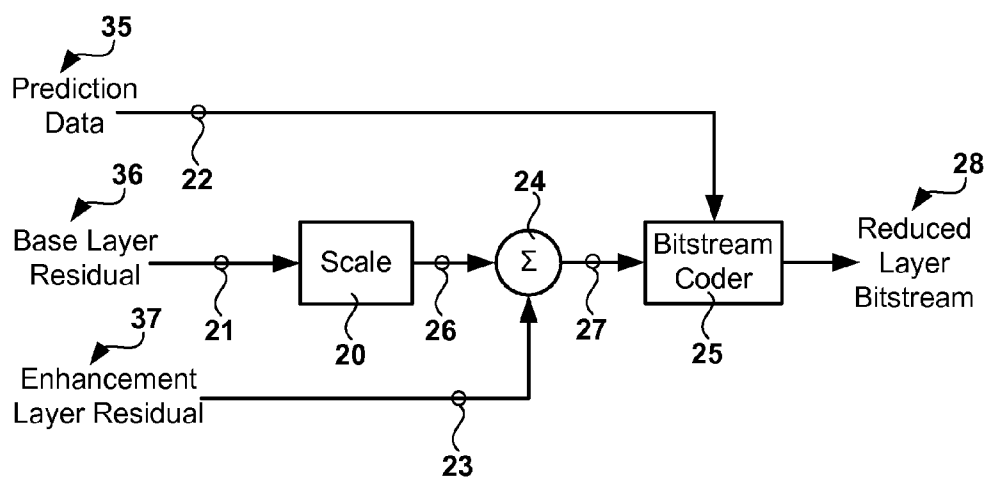 35
Prediction
Data
22
36
Base Layer
Residual
21
Scale
20
26
24
Σ
27
Bitstream
Coder
25
28
Reduced
Layer
Bitstream
37
Enhancement
Layer Residual
23